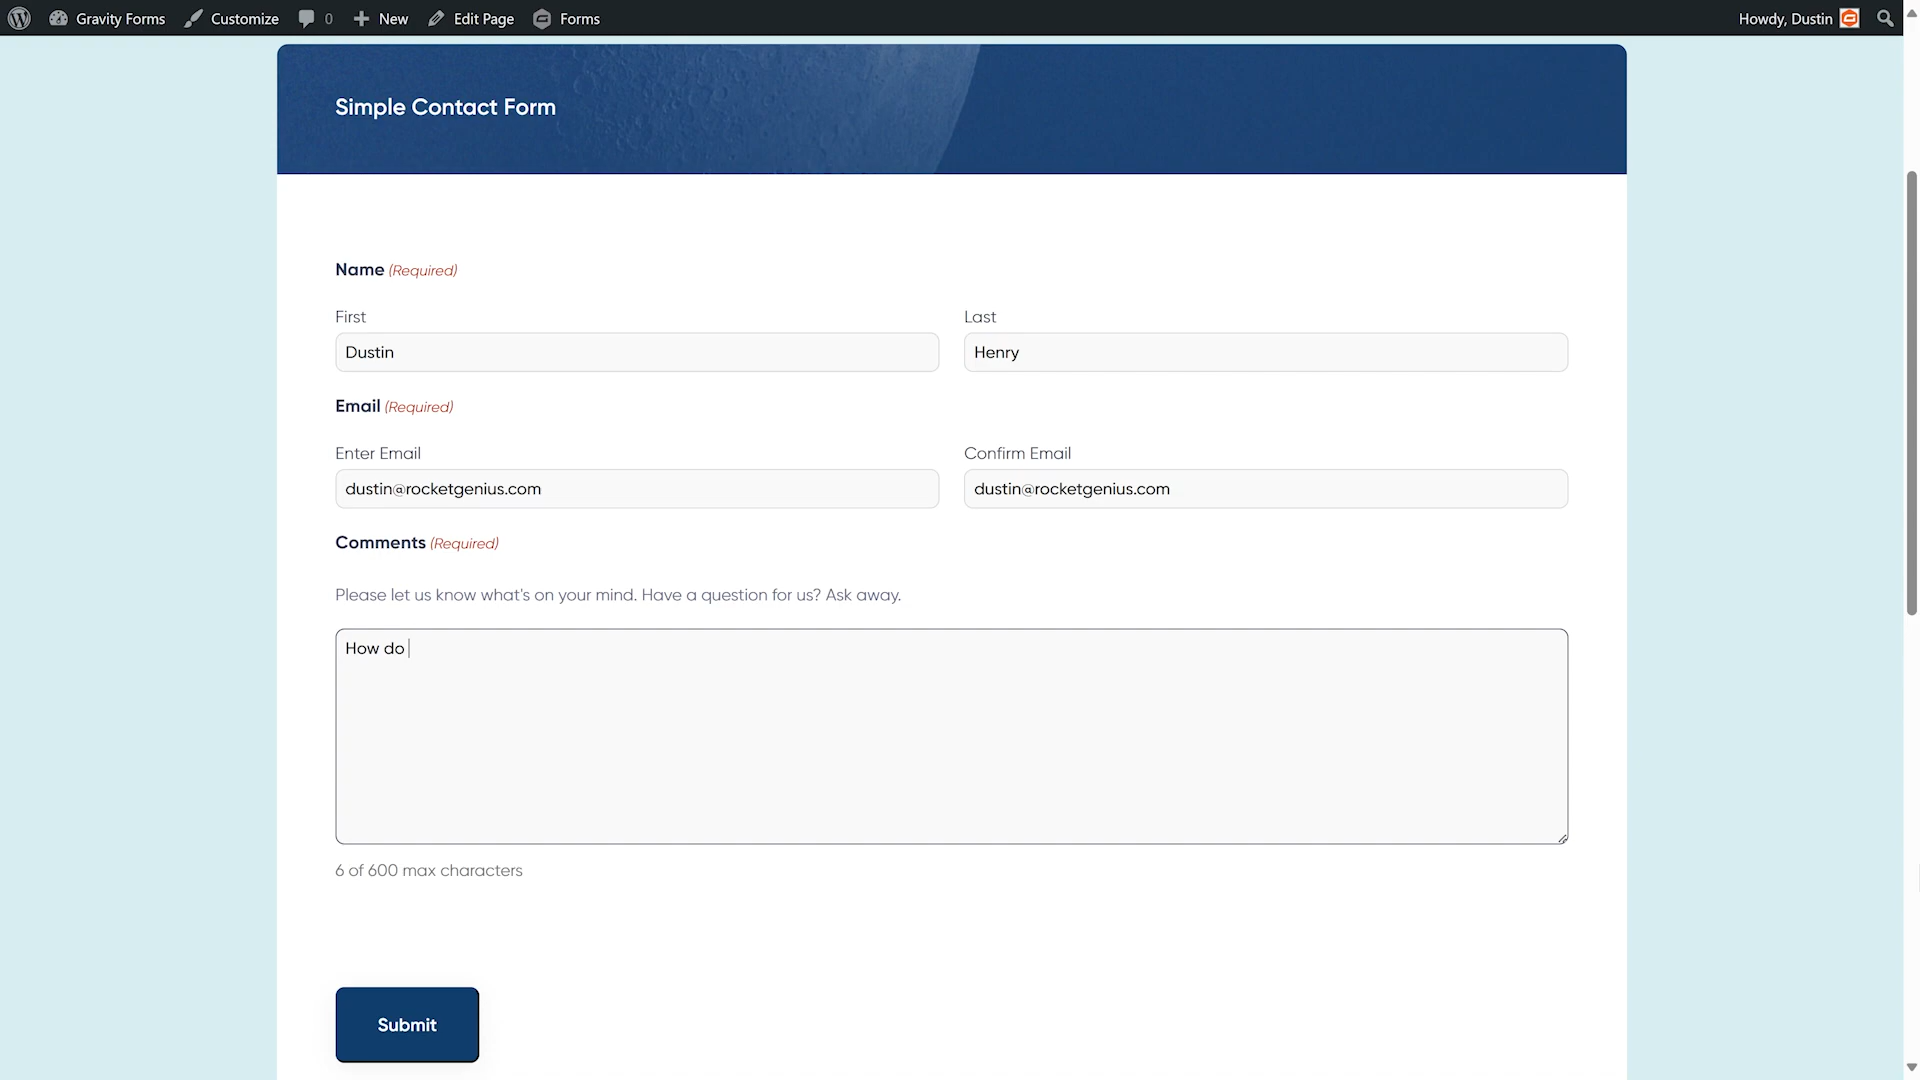 Gravity Forms Customize 0 New Edit Page Forms Howdy, Dustin
Simple Contact Form
Name (Required)
First Last
Dustin Henry
Email (Required)
Enter Email Confirm Email
dustin@rocketgenius.com dustin@rocketgenius.com
Comments (Required)
Please let us know what's on your mind. Have a question for us? Ask away.
How do
6 of 600 max characters
Submit